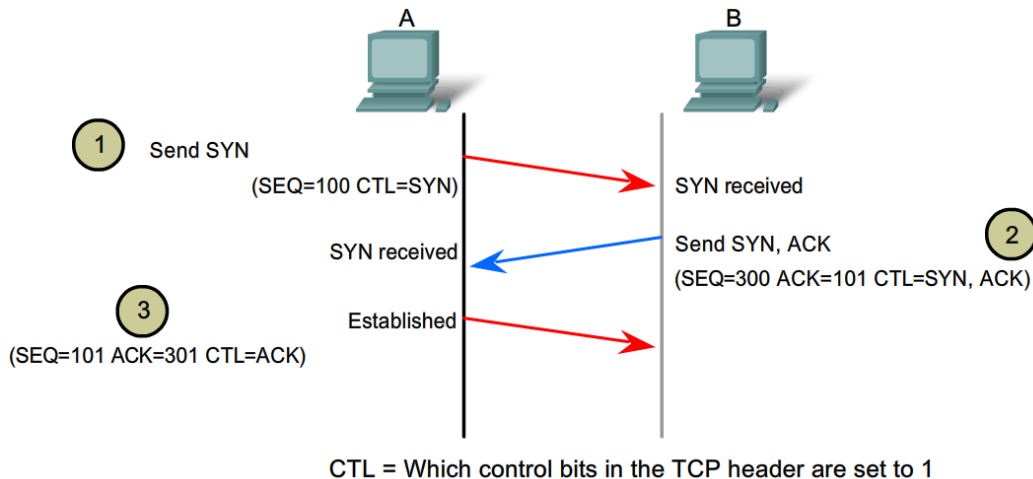 A
B
1
Send SYN
(SEQ=100 CTL=SYN)
SYN received
SYN received
Send SYN, ACK
2
(SEQ=300 ACK=101 CTL=SYN, ACK)
3
Established
(SEQ=101 ACK=301 CTL=ACK)
CTL = Which control bits in the TCP header are set to 1